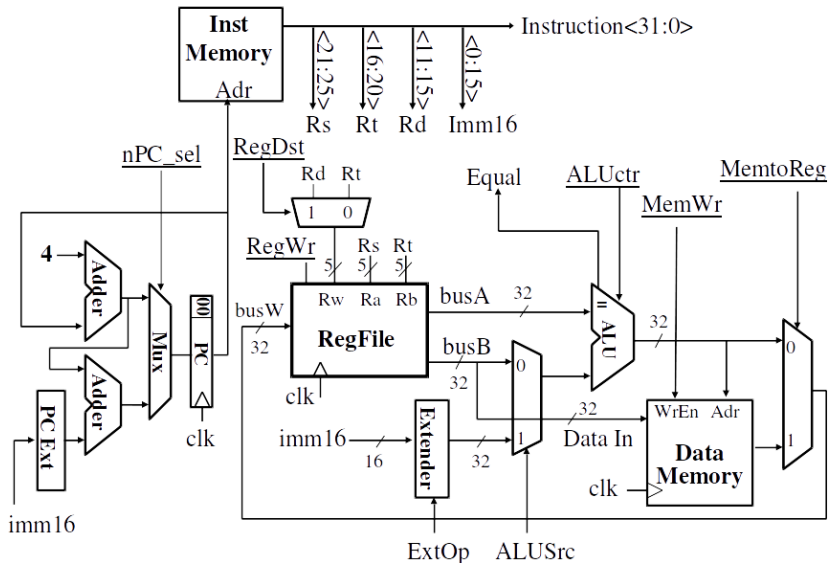 Inst
Memory
Adr
<21:25>
<16:20>
<11:15>
<0:15>
Instruction<31:0>
Rs
Rt
Rd
Imm16
nPC_sel
RegDst
Rd
Rt
1
0
Equal
ALUctr
MemWr
MemtoReg
4
Adder
Adder
Mux
00
PC
clk
PC Ext
imm16
RegWr
Rs
Rt
5
5
5
busW
32
Rw
Ra
Rb
RegFile
clk
busA
32
busB
32
0
1
=
ALU
32
imm16
16
Extender
32
ExtOp
ALUSrc
32
Data In
WrEn
Adr
Data
Memory
clk
0
1